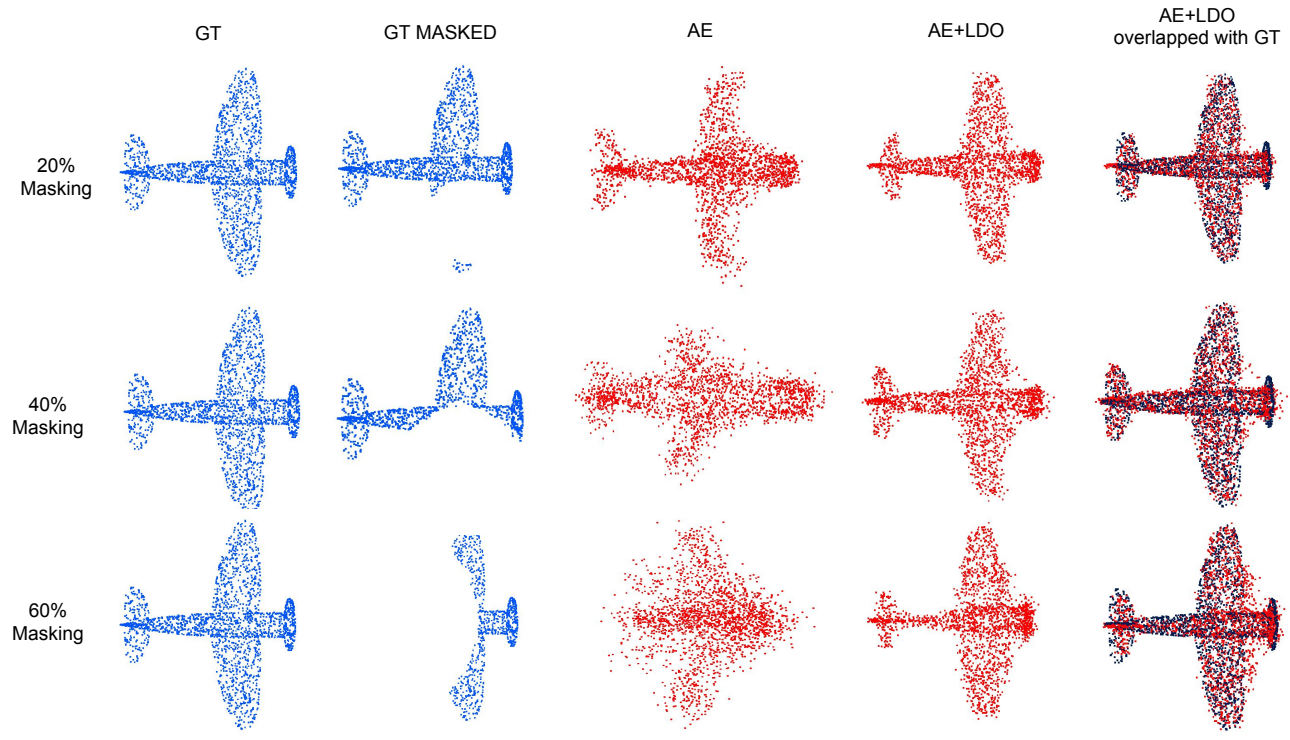 GT
GT MASKED
AE
AE+LDO
AE+LDO
overlapped with GT
20%
Masking
40%
Masking
60%
Masking